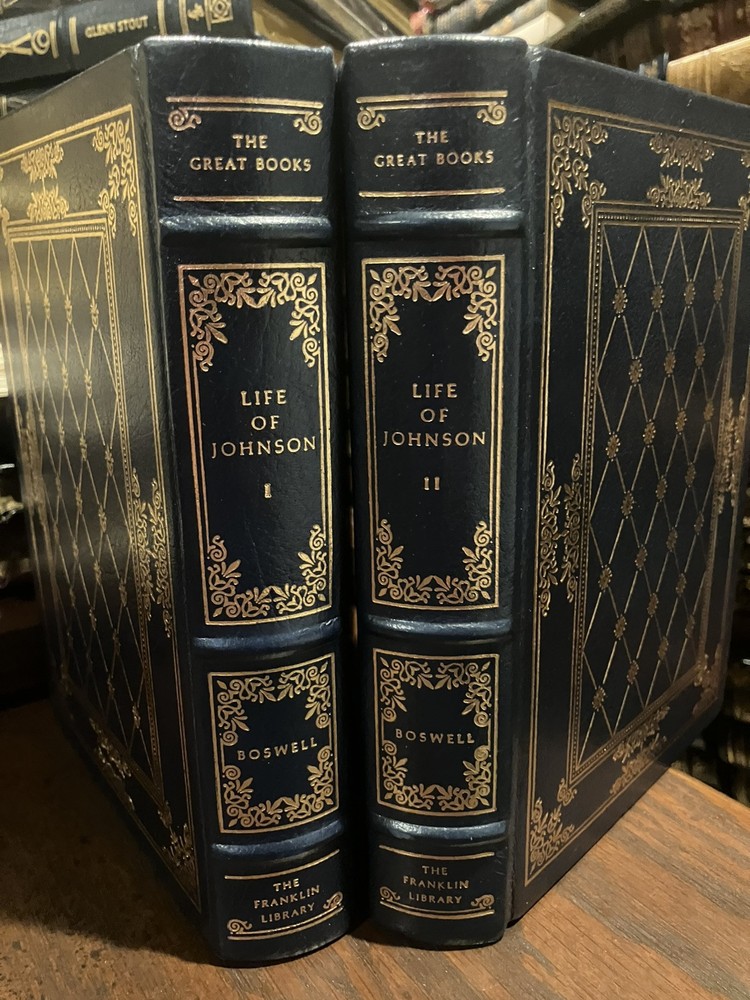 GLENN STOUT
THE
GREAT BOOKS
LIFE
OF
JOHNSON
I
BOSWELL
THE
FRANKLIN
LIBRARY
THE
GREAT BOOKS
LIFE
OF
JOHNSON
II
BOSWELL
THE
FRANKLIN
LIBRARY